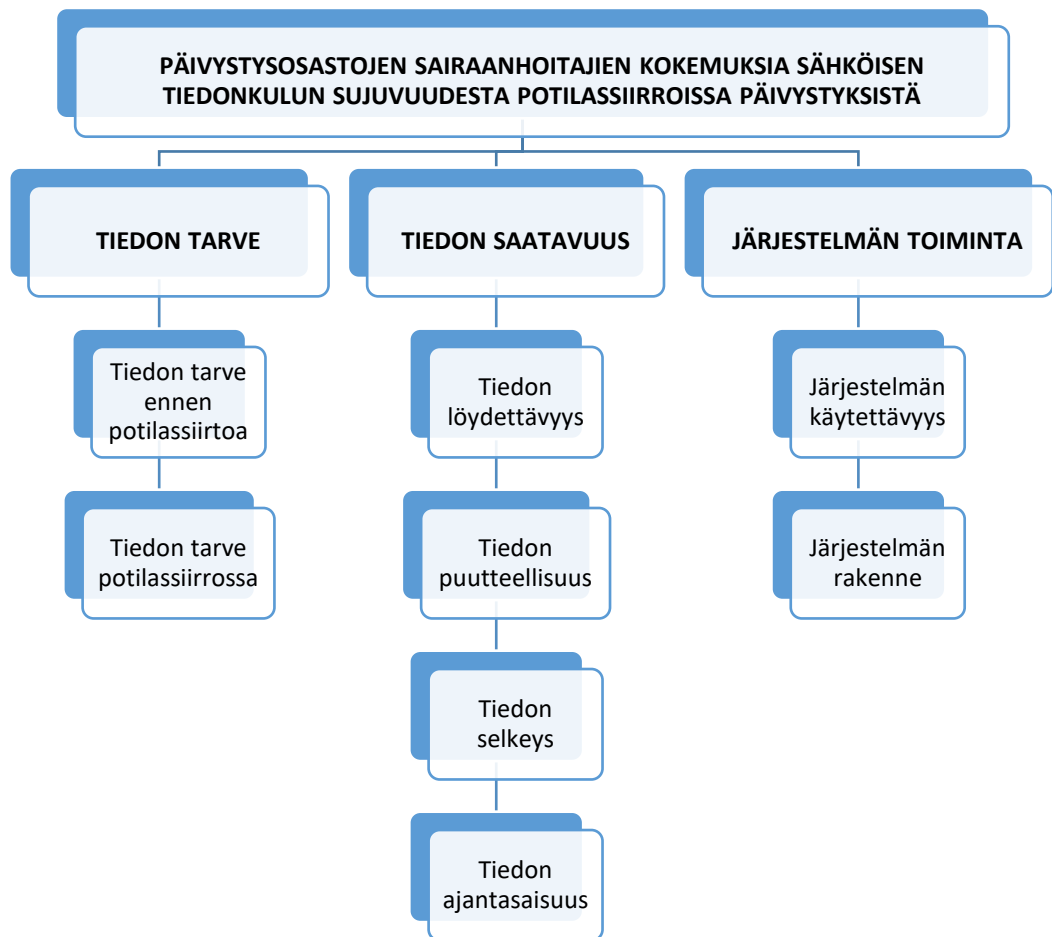 PÄIVYSTYSOSASTOJEN SAIRAANHOITAJIEN KOKEMUKSIA SÄHKÖISEN
TIEDONKULUN SUJUVUUDESTA POTILASSIIRROISSA PÄIVYSTYKSISTÄ
TIEDON TARVE
Tiedon tarve
ennen
potilassiirtoa
Tiedon tarve
potilassiirrossa
TIEDON SAATAVUUS
Tiedon
löydettävyys
Tiedon
puutteellisuus
Tiedon
selkeys
Tiedon
ajantasaisuus
JÄRJESTELMÄN TOIMINTA
Järjestelmän
käytettävyys
Järjestelmän
rakenne